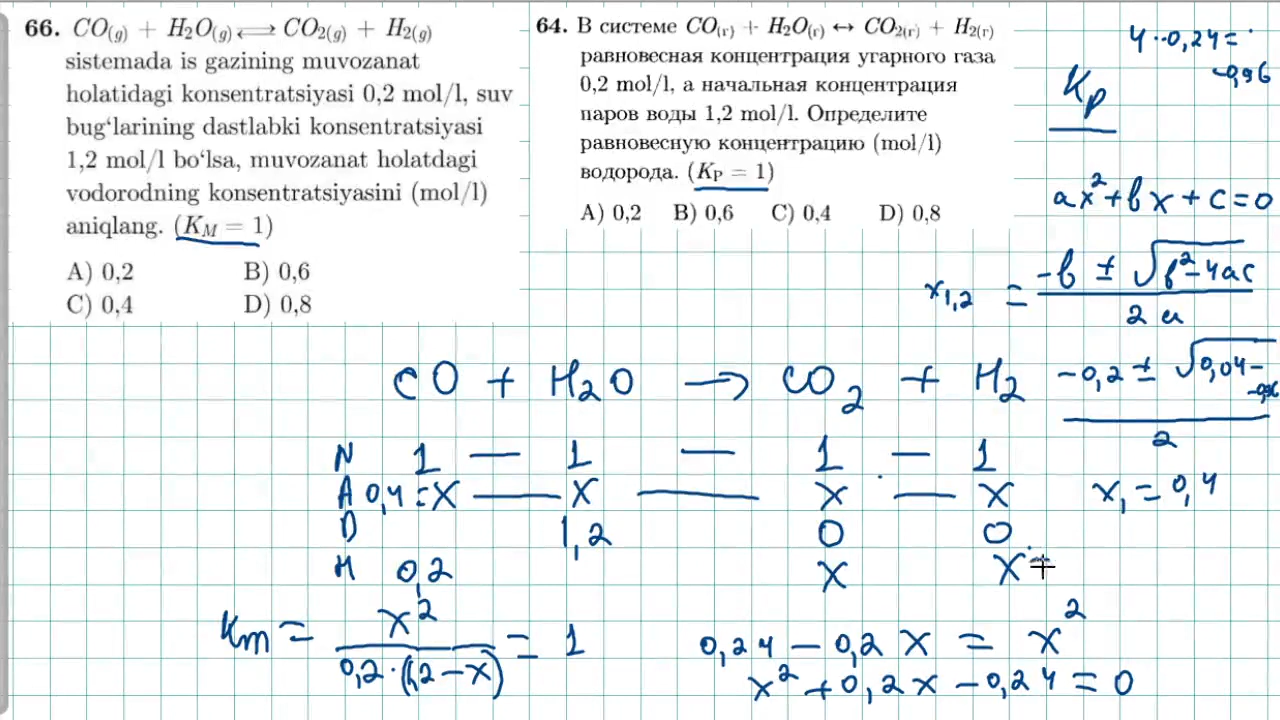 66. CO(g) + H₂O(g) ⟷ CO₂(g) + H₂(g)
sistemada is gazining muvozanat
holatidagi konsentratsiyasi 0,2 mol/l, suv
bug‘larining dastlabki konsentratsiyasi
1,2 mol/l bo‘lsa, muvozanat holatdagi
vodorodning konsentratsiyasini (mol/l)
aniqlang. (K_M = 1)
A) 0,2 B) 0,6
C) 0,4 D) 0,8
64. В системе CO(г) + H₂O(г) ↔ CO₂(г) + H₂(г)
равновесная концентрация угарного газа
0,2 mol/l, а начальная концентрация
паров воды 1,2 mol/l. Определите
равновесную концентрацию (mol/l)
водорода. (K_P = 1)
A) 0,2 B) 0,6 C) 0,4 D) 0,8
4·-0,24=
-0,96
Kp
ax²+bx+c=0
x₁,₂ = (-b ± √(b²-4ac))/(2a)
CO + H₂O → CO₂ + H₂
(-0,2 ± √(0,04-
-0,96))/2
N 1 — 1 — 1 — 1
A 0,4=X — X — X — X
x₁=0,4
D 1,2 0 0
M 0,2 X X
Km = X²/(0,2·(1,2-X)) = 1
0,24-0,2X = X²
X²+0,2X-0,24=0